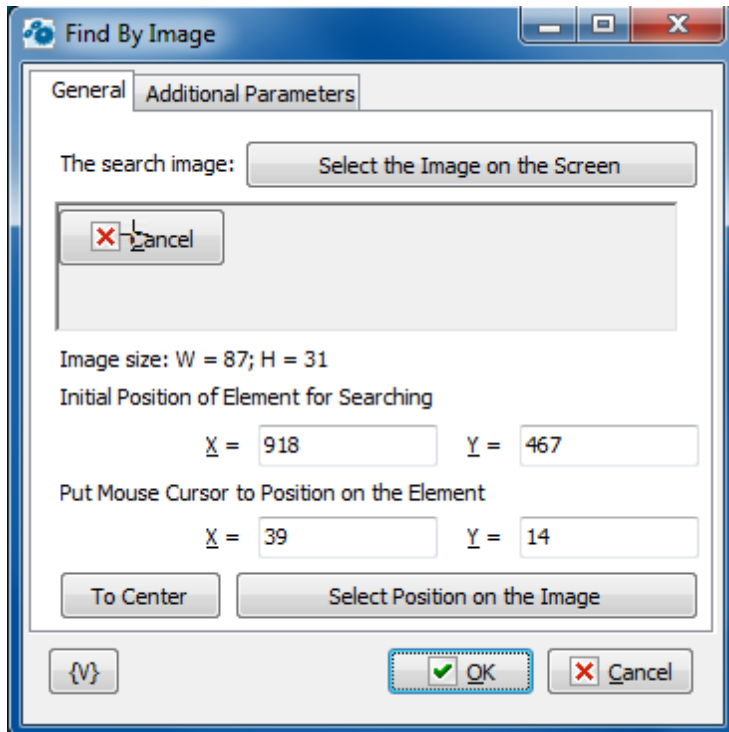 Find By Image
General Additional Parameters
The search image: Select the Image on the Screen
Cancel
Image size: W = 87; H = 31
Initial Position of Element for Searching
X = 918 Y = 467
Put Mouse Cursor to Position on the Element
X = 39 Y = 14
To Center Select Position on the Image
{V} OK Cancel